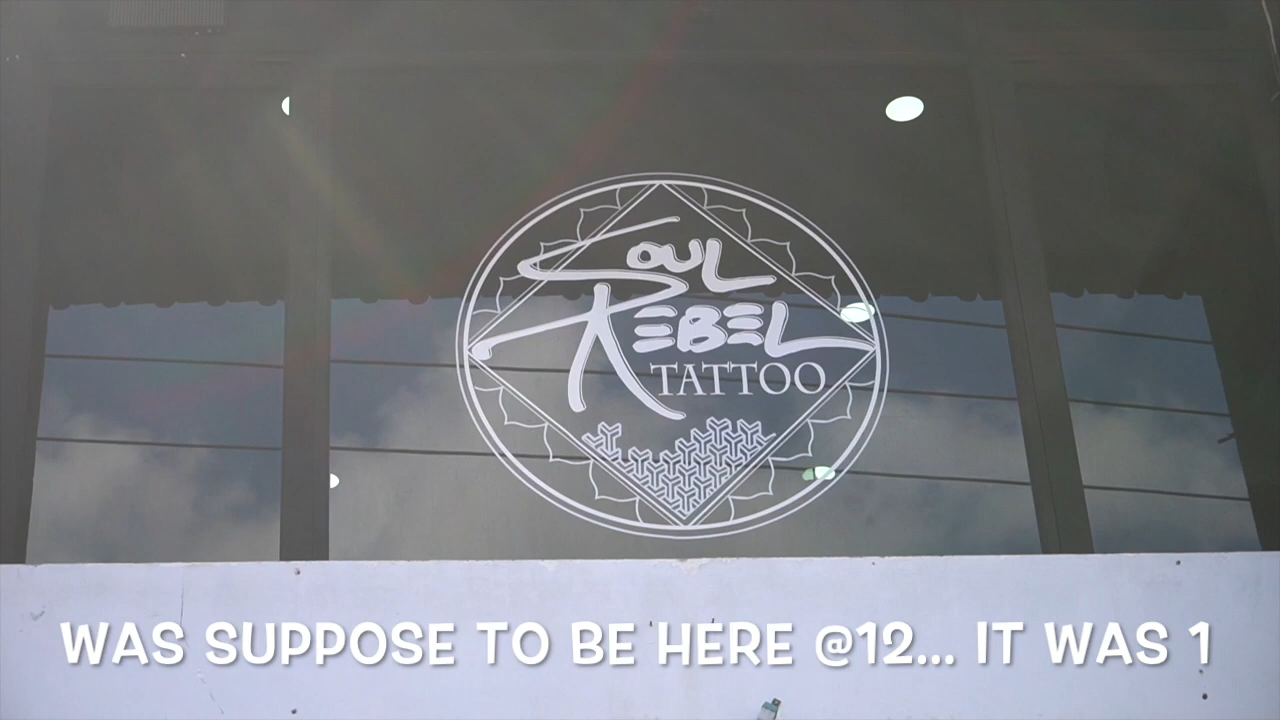 SOUL
REBEL
TATTOO
WAS SUPPOSE TO BE HERE @12... IT WAS 1